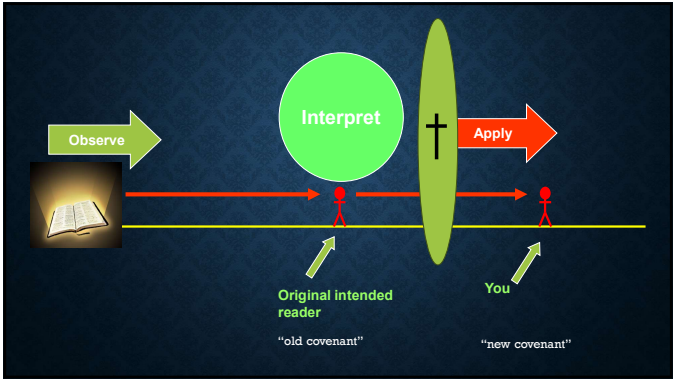 Observe
Interpret
Apply
Original intended
reader
“old covenant”
You
“new covenant”